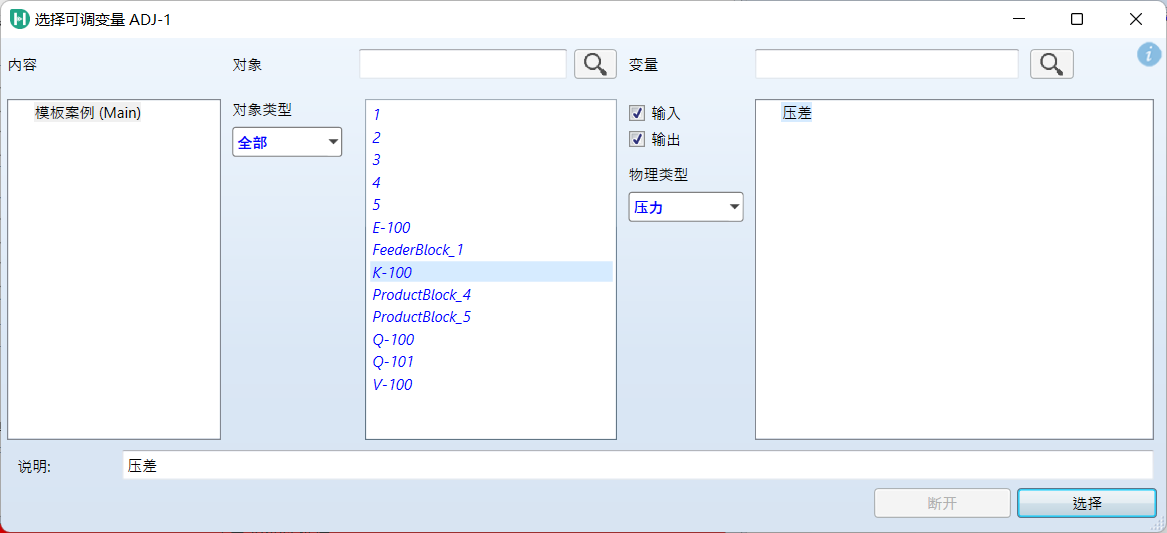 选择可调变量 ADJ-1
内容
对象
变量
模板案例 (Main)
对象类型
全部
1
2
3
4
5
E-100
FeederBlock_1
K-100
ProductBlock_4
ProductBlock_5
Q-100
Q-101
V-100
输入
输出
物理类型
压力
压差
说明:
压差
断开
选择